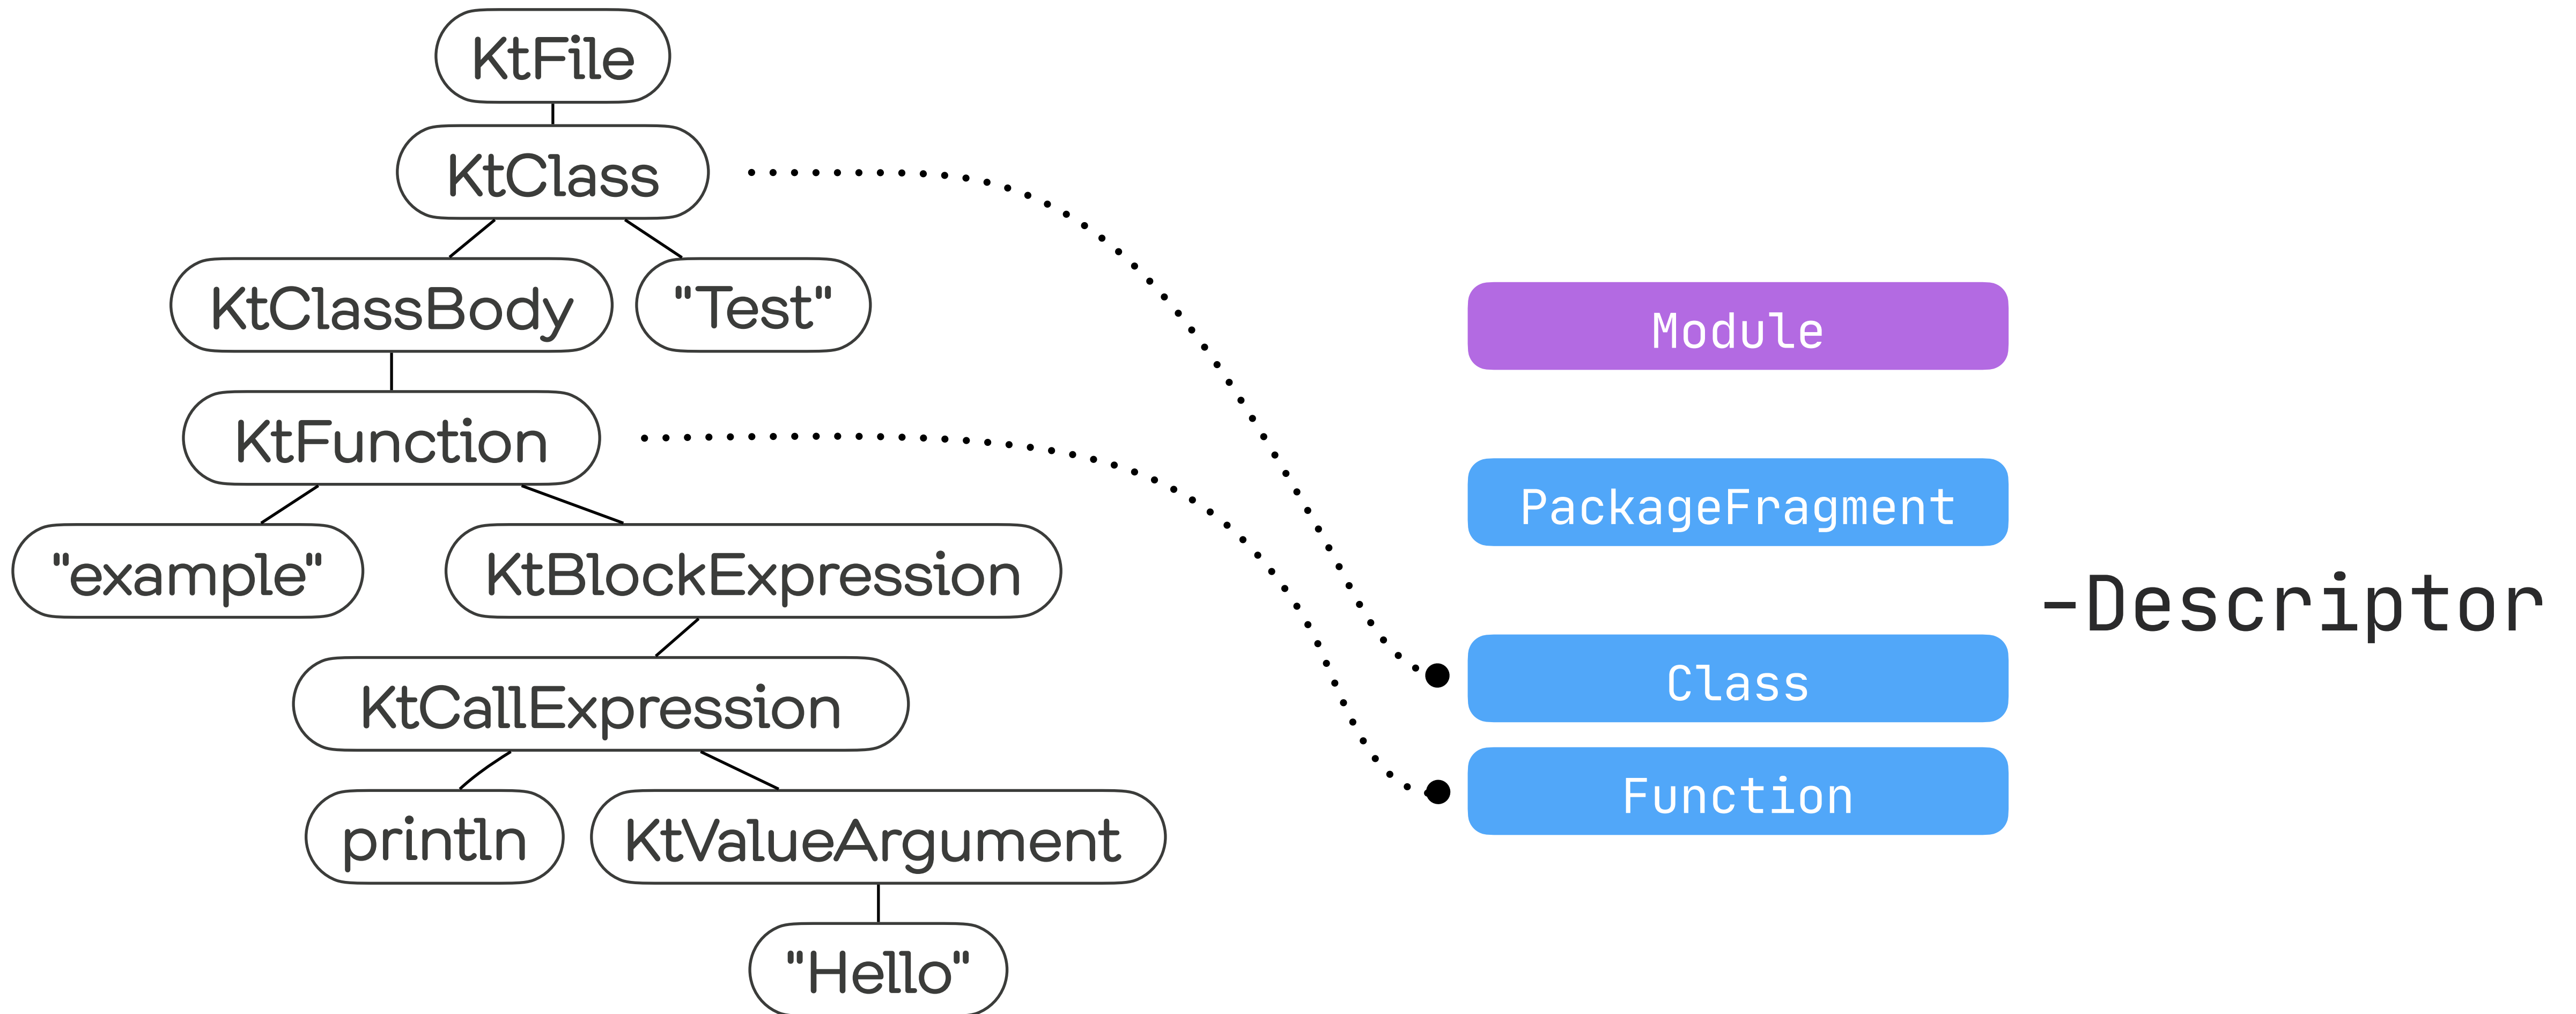 KtFile
KtClass
KtClassBody
"Test"
KtFunction
"example"
KtBlockExpression
KtCallExpression
println
KtValueArgument
"Hello"
Module
PackageFragment
Class
Function
-Descriptor